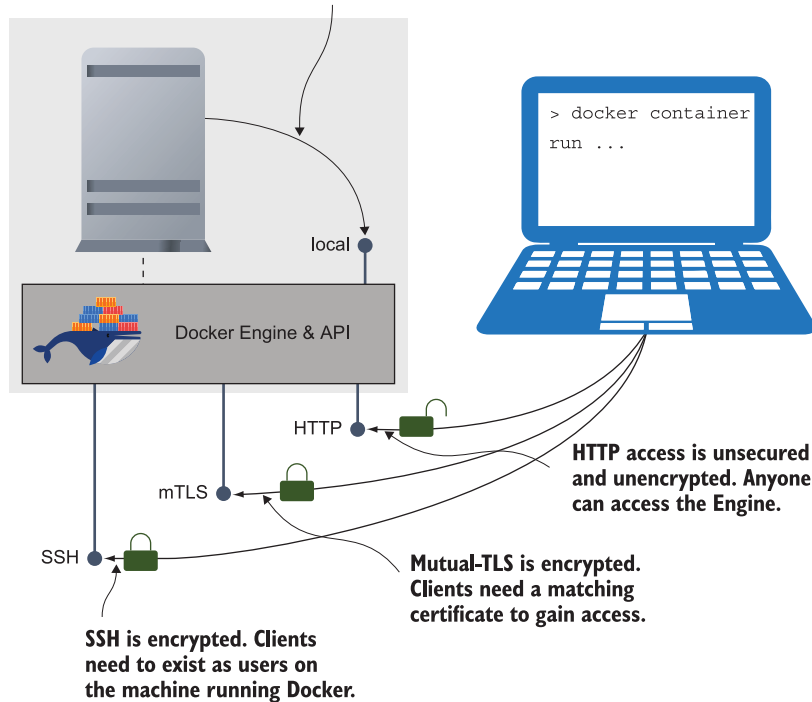 > docker container
run ...
local
Docker Engine & API
HTTP
HTTP access is unsecured
and unencrypted. Anyone
can access the Engine.
mTLS
Mutual-TLS is encrypted.
Clients need a matching
certificate to gain access.
SSH
SSH is encrypted. Clients
need to exist as users on
the machine running Docker.